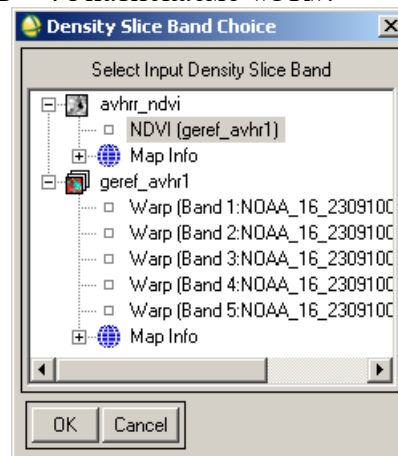 Density Slice Band Choice
Select Input Density Slice Band
avhrr_ndvi
NDVI (geref_avhr1)
Map Info
geref_avhr1
Warp (Band 1:NOAA_16_2309100
Warp (Band 2:NOAA_16_2309100
Warp (Band 3:NOAA_16_2309100
Warp (Band 4:NOAA_16_2309100
Warp (Band 5:NOAA_16_2309100
Map Info
OK Cancel